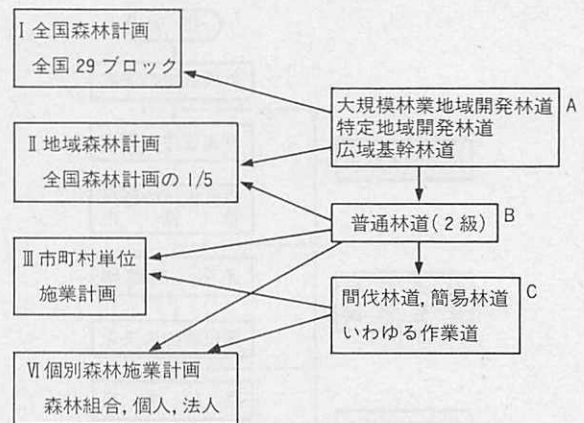 Ⅰ全国森林計画
全国29ブロック
大規模林業地域開発林道 A
特定地域開発林道
広域基幹林道
Ⅱ地域森林計画
全国森林計画の1/5
普通林道(2級) B
Ⅲ市町村単位
施業計画
間伐林道,簡易林道 C
いわゆる作業道
Ⅵ個別森林施業計画
森林組合,個人,法人